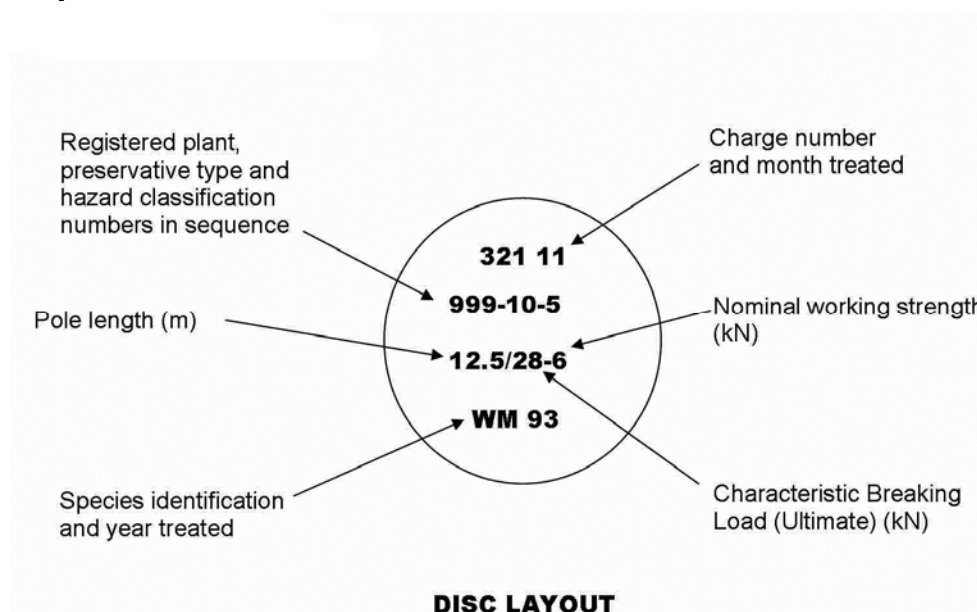 Registered plant,
preservative type and
hazard classification
numbers in sequence
Charge number
and month treated
321 11
999-10-5
Pole length (m)
Nominal working strength
(kN)
12.5/28-6
WM 93
Species identification
and year treated
Characteristic Breaking
Load (Ultimate) (kN)
DISC LAYOUT